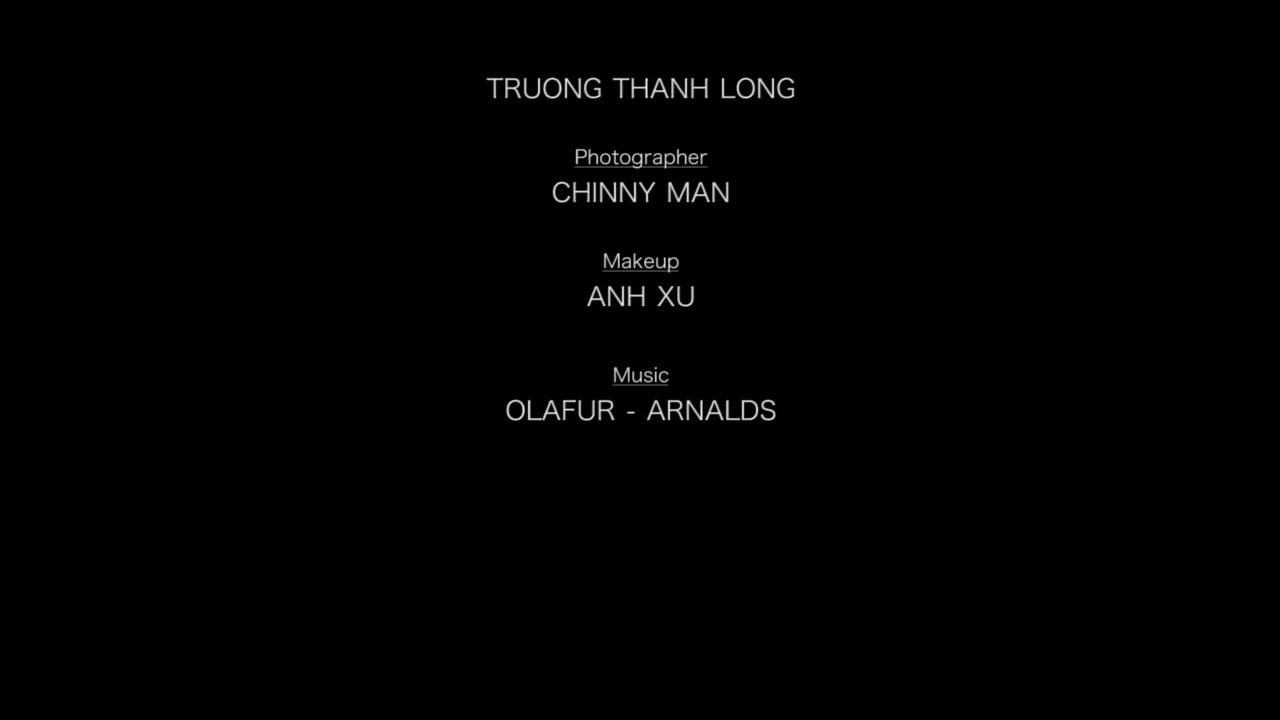 TRUONG THANH LONG
Photographer
CHINNY MAN
Makeup
ANH XU
Music
OLAFUR - ARNALDS